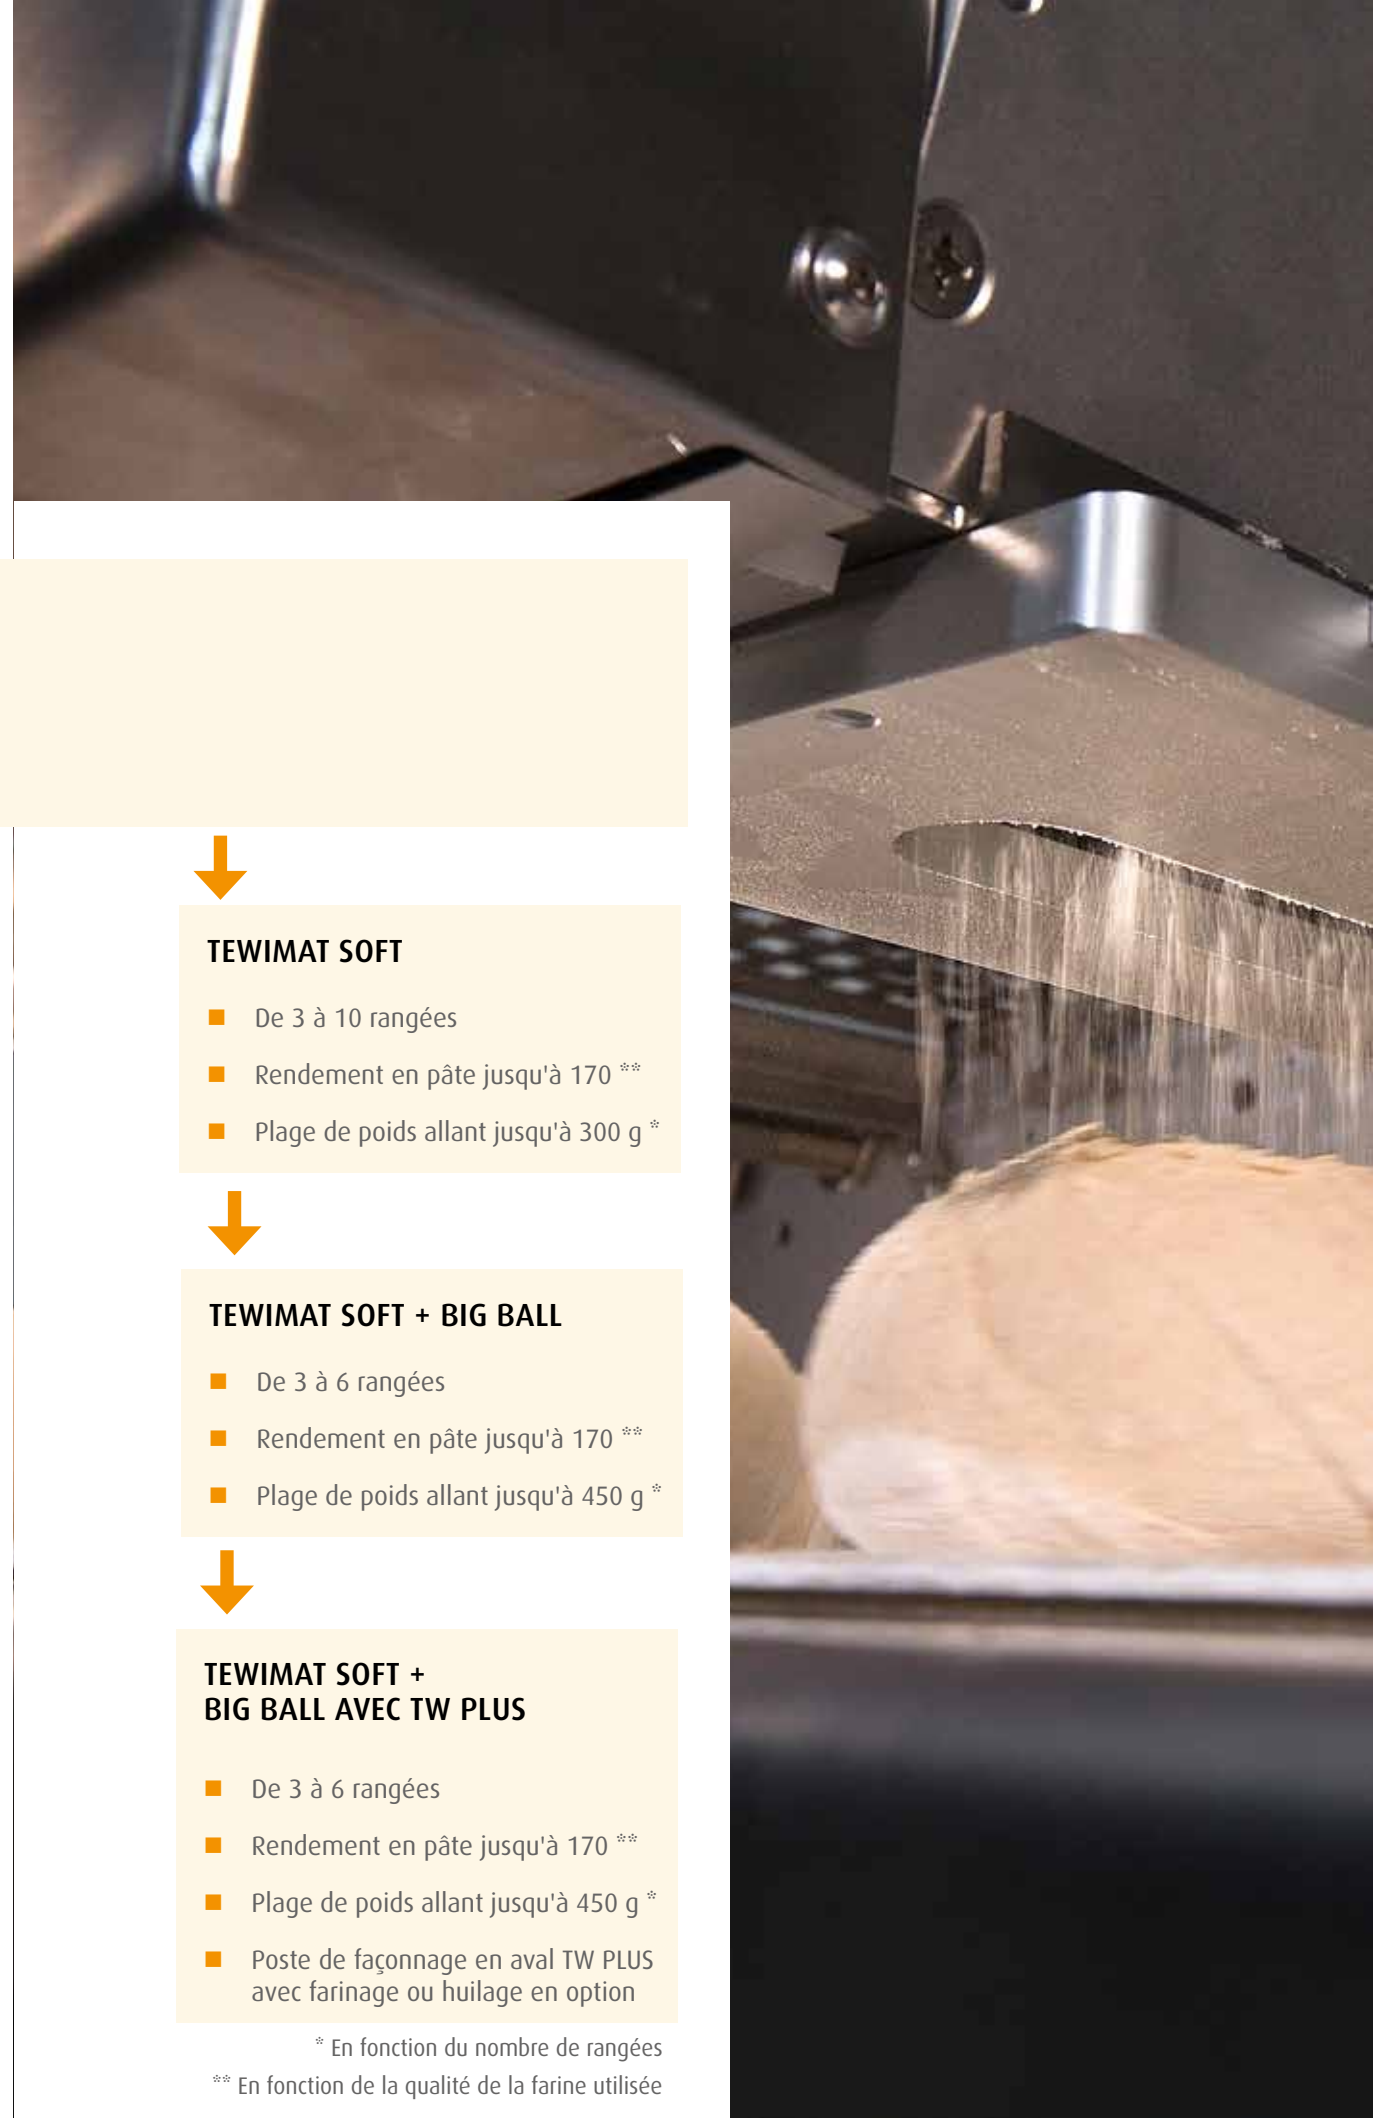 TEWIMAT SOFT
De 3 à 10 rangées
Rendement en pâte jusqu'à 170 **
Plage de poids allant jusqu'à 300 g *
TEWIMAT SOFT + BIG BALL
De 3 à 6 rangées
Rendement en pâte jusqu'à 170 **
Plage de poids allant jusqu'à 450 g *
TEWIMAT SOFT +
BIG BALL AVEC TW PLUS
De 3 à 6 rangées
Rendement en pâte jusqu'à 170 **
Plage de poids allant jusqu'à 450 g *
Poste de façonnage en aval TW PLUS
avec farinage ou huilage en option
* En fonction du nombre de rangées
** En fonction de la qualité de la farine utilisée